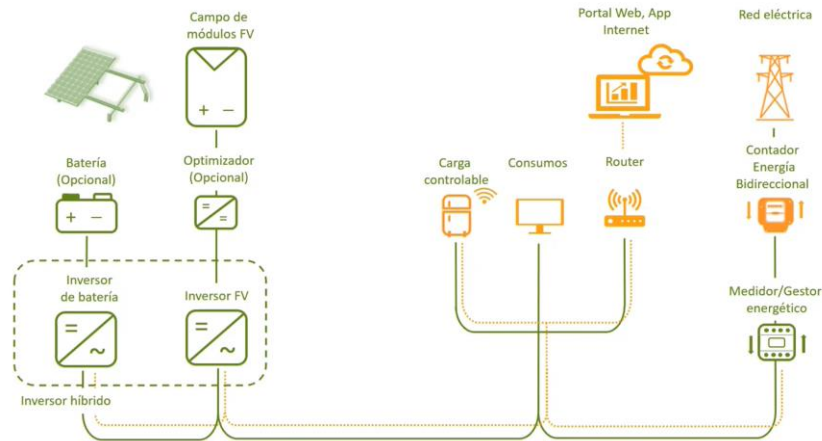 Campo de
módulos FV
Portal Web, App
Internet
Red eléctrica
Batería
(Opcional)
Optimizador
(Opcional)
Carga
controlable
Consumos
Router
Contador
Energía
Bidireccional
Inversor
de batería
Inversor FV
Medidor/Gestor
energético
Inversor híbrido